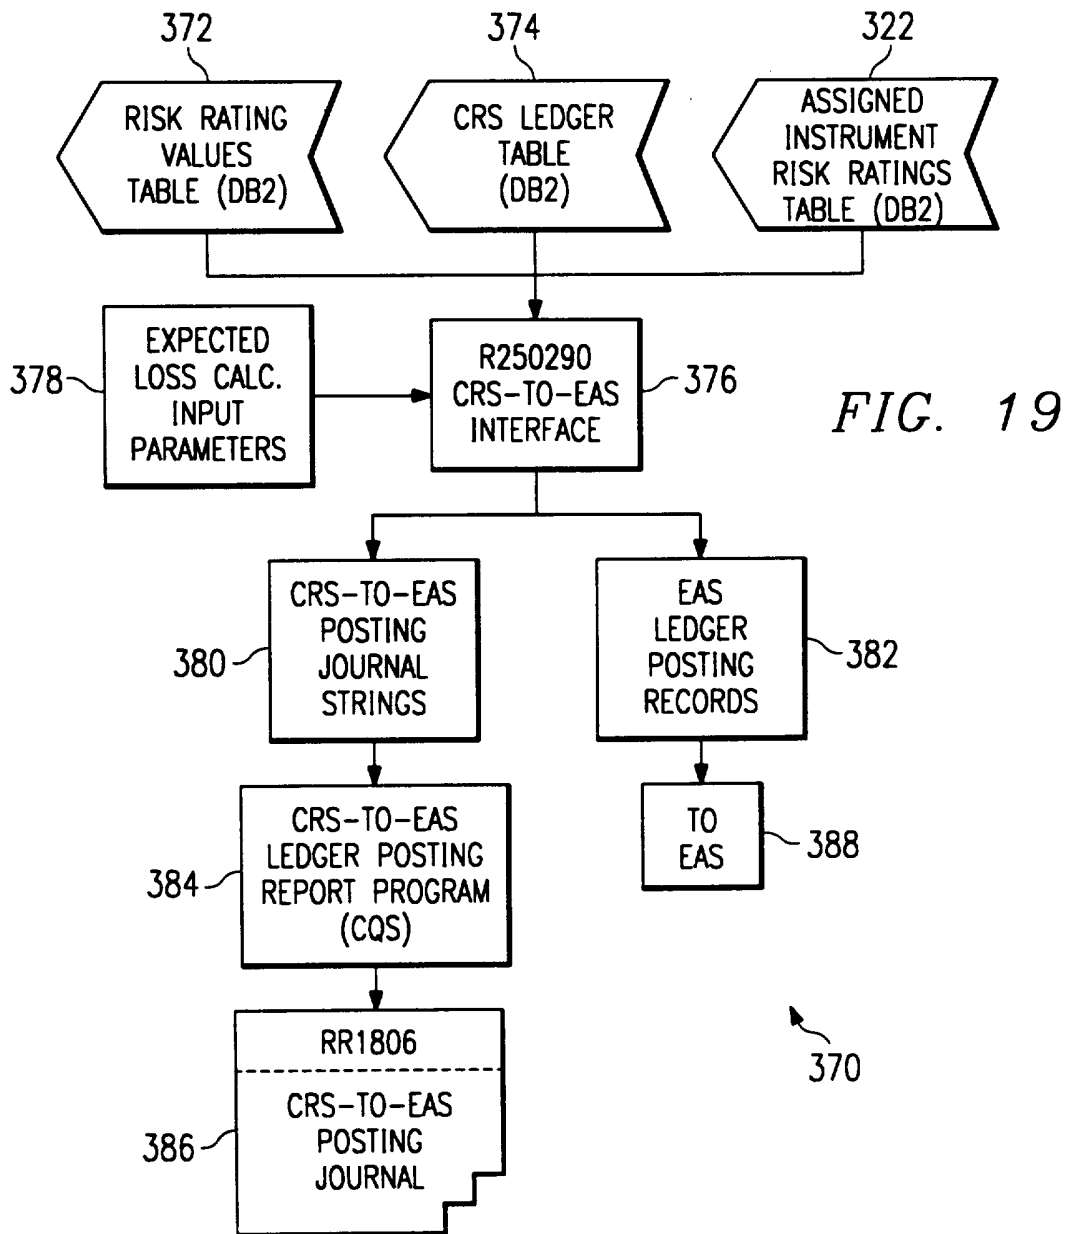 372
374
322
RISK RATING
VALUES
TABLE (DB2)
CRS LEDGER
TABLE
(DB2)
ASSIGNED
INSTRUMENT
RISK RATINGS
TABLE (DB2)
378
EXPECTED
LOSS CALC.
INPUT
PARAMETERS
R250290
CRS-TO-EAS
INTERFACE
376
FIG. 19
380
CRS-TO-EAS
POSTING
JOURNAL
STRINGS
EAS
LEDGER
POSTING
RECORDS
382
384
CRS-TO-EAS
LEDGER POSTING
REPORT PROGRAM
(CQS)
TO
EAS
388
386
RR1806
CRS-TO-EAS
POSTING
JOURNAL
370